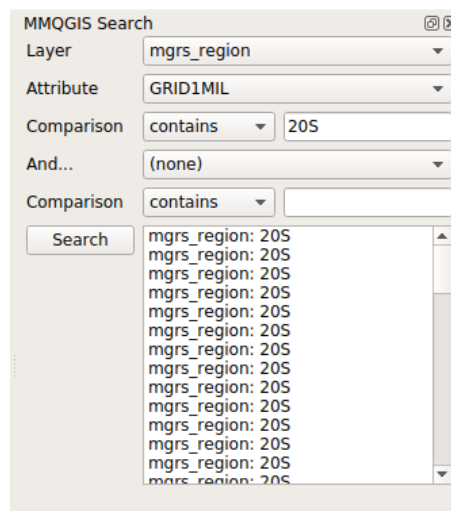 MMQGIS Search
Layer mgrs_region
Attribute GRID1MIL
Comparison contains 20S
And... (none)
Comparison contains
Search
mgrs_region: 20S
mgrs_region: 20S
mgrs_region: 20S
mgrs_region: 20S
mgrs_region: 20S
mgrs_region: 20S
mgrs_region: 20S
mgrs_region: 20S
mgrs_region: 20S
mgrs_region: 20S
mgrs_region: 20S
mgrs_region: 20S
mgrs_region: 20S
mgrs_region: 20S